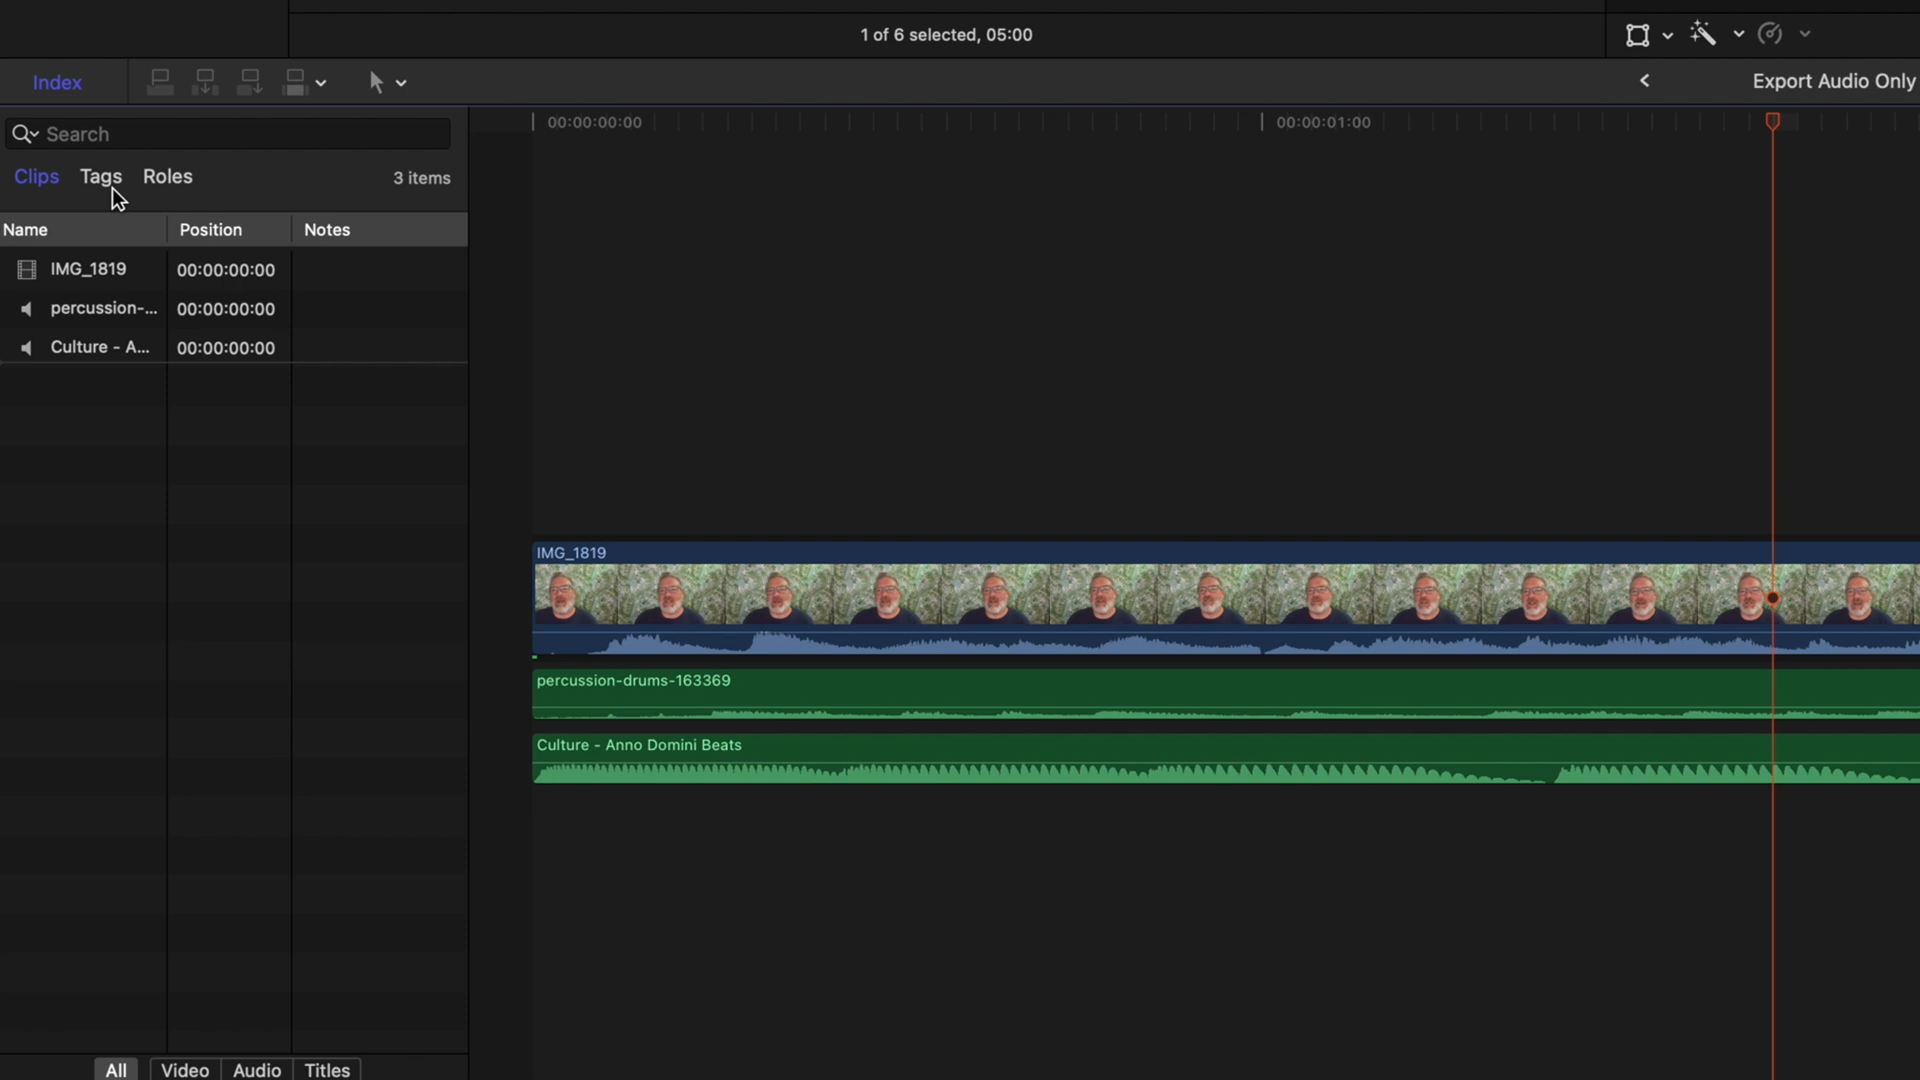 1 of 6 selected, 05:00
Index
Export Audio Only
Search
Clips Tags Roles 3 items
00:00:00:00 00:00:01:00
Name Position Notes
IMG_1819 00:00:00:00
percussion-... 00:00:00:00
Culture - A... 00:00:00:00
IMG_1819
percussion-drums-163369
Culture - Anno Domini Beats
All Video Audio Titles